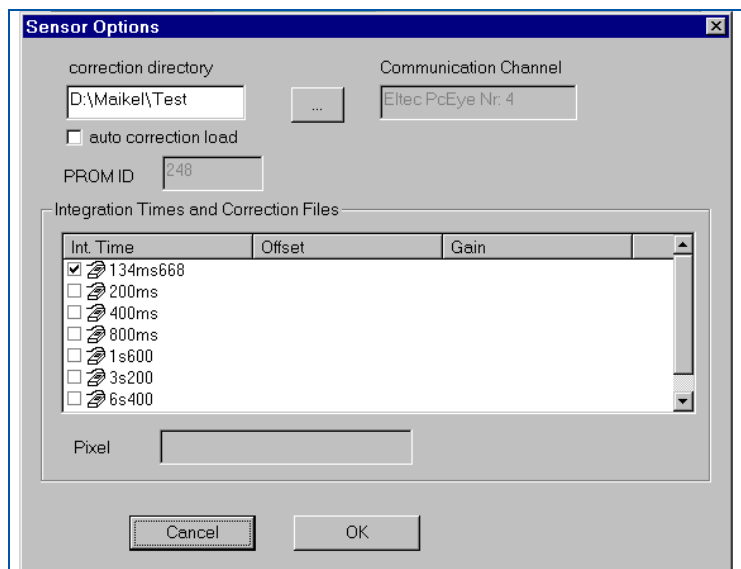 Sensor Options
correction directory
Communication Channel
D:\Maikel\Test
...
Eltec PcEye Nr: 4
auto correction load
PROM ID
248
Integration Times and Correction Files
Int. Time Offset Gain
134ms668
200ms
400ms
800ms
1s600
3s200
6s400
Pixel
Cancel
OK